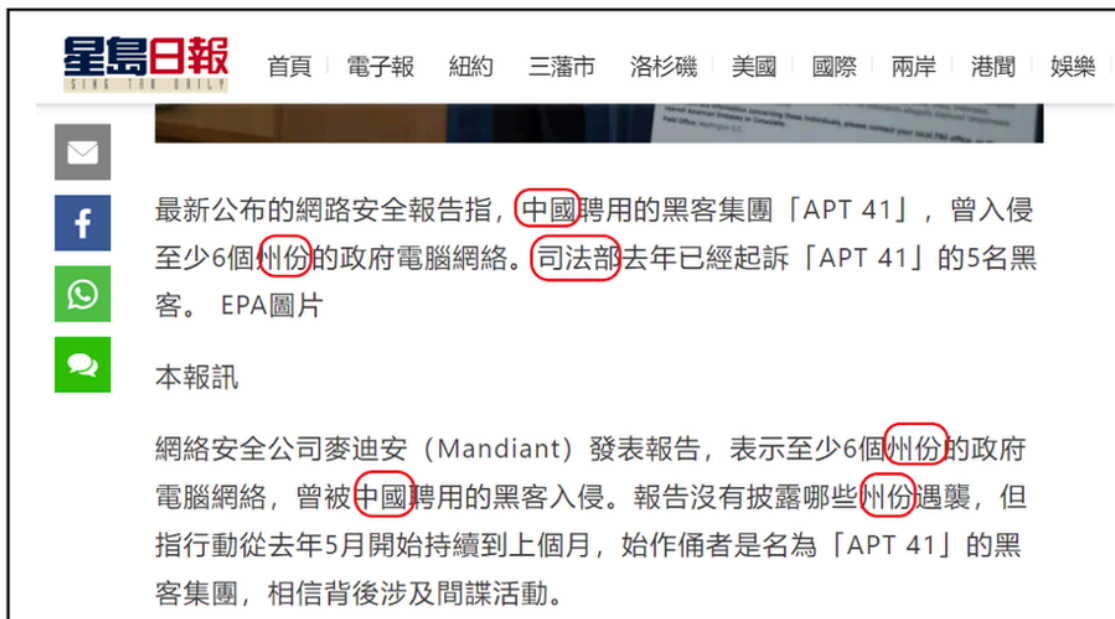 星島日報
SING TAO DAILY
首頁 電子報 紐約 三藩市 洛杉磯 美國 國際 兩岸 港聞 娛樂
最新公布的網路安全報告指，中國聘用的黑客集團「APT 41」，曾入侵
至少6個州份的政府電腦網絡。司法部去年已經起訴「APT 41」的5名黑
客。 EPA圖片
本報訊
網絡安全公司麥迪安（Mandiant）發表報告，表示至少6個州份的政府
電腦網絡，曾被中國聘用的黑客入侵。報告沒有披露哪些州份遇襲，但
指行動從去年5月開始持續到上個月，始作俑者是名為「APT 41」的黑
客集團，相信背後涉及間諜活動。